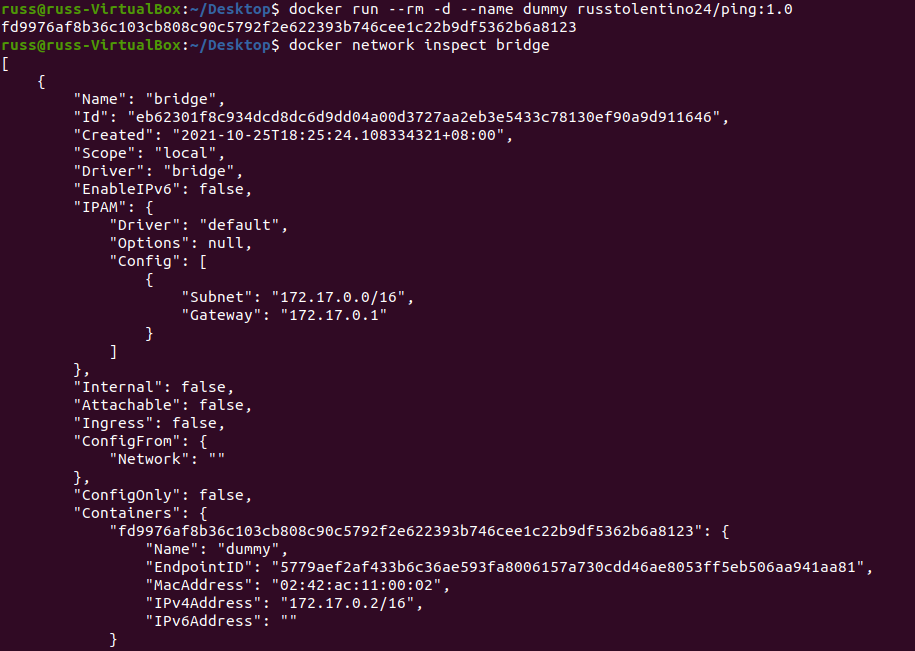 russ@russ-VirtualBox:~/Desktop$ docker run --rm -d --name dummy russtolentino24/ping:1.0
fd9976af8b36c103cb808c90c5792f2e622393b746cee1c22b9df5362b6a8123
russ@russ-VirtualBox:~/Desktop$ docker network inspect bridge
[
    {
        "Name": "bridge",
        "Id": "eb62301f8c934dcd8dc6d9dd04a00d3727aa2eb3e5433c78130ef90a9d911646",
        "Created": "2021-10-25T18:25:24.108334321+08:00",
        "Scope": "local",
        "Driver": "bridge",
        "EnableIPv6": false,
        "IPAM": {
            "Driver": "default",
            "Options": null,
            "Config": [
                {
                    "Subnet": "172.17.0.0/16",
                    "Gateway": "172.17.0.1"
                }
            ]
        },
        "Internal": false,
        "Attachable": false,
        "Ingress": false,
        "ConfigFrom": {
            "Network": ""
        },
        "ConfigOnly": false,
        "Containers": {
            "fd9976af8b36c103cb808c90c5792f2e622393b746cee1c22b9df5362b6a8123": {
                "Name": "dummy",
                "EndpointID": "5779aef2af433b6c36ae593fa8006157a730cdd46ae8053ff5eb506aa941aa81",
                "MacAddress": "02:42:ac:11:00:02",
                "IPv4Address": "172.17.0.2/16",
                "IPv6Address": ""
            }